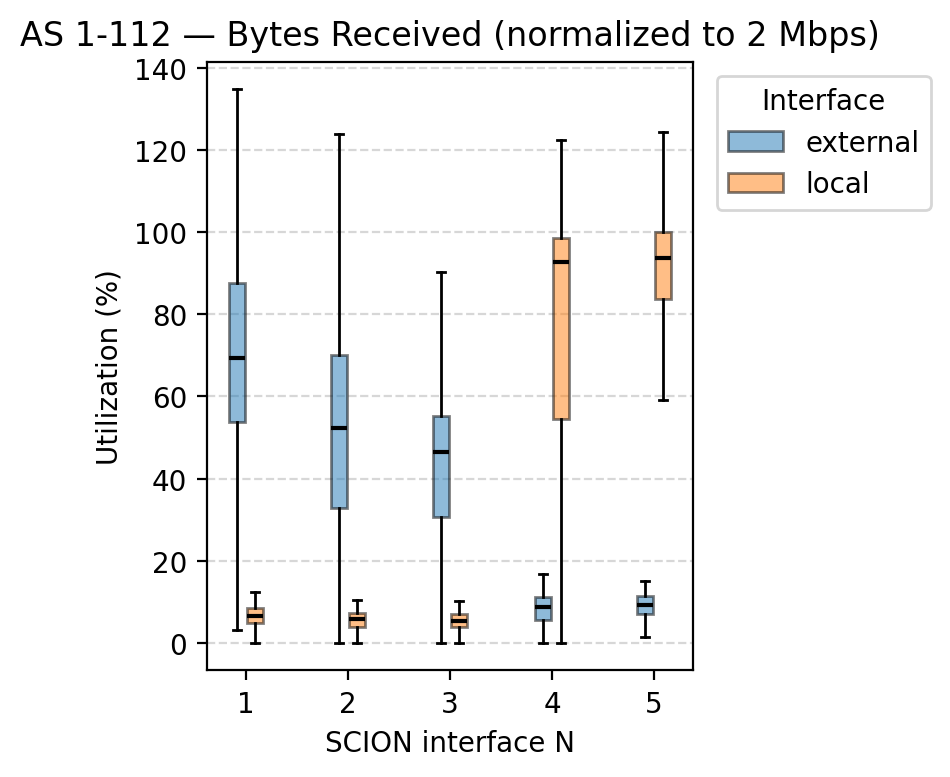 AS 1-112 — Bytes Received (normalized to 2 Mbps)
140
120
100
80
60
40
20
0
Utilization (%)
1 2 3 4 5
SCION interface N
Interface
external
local